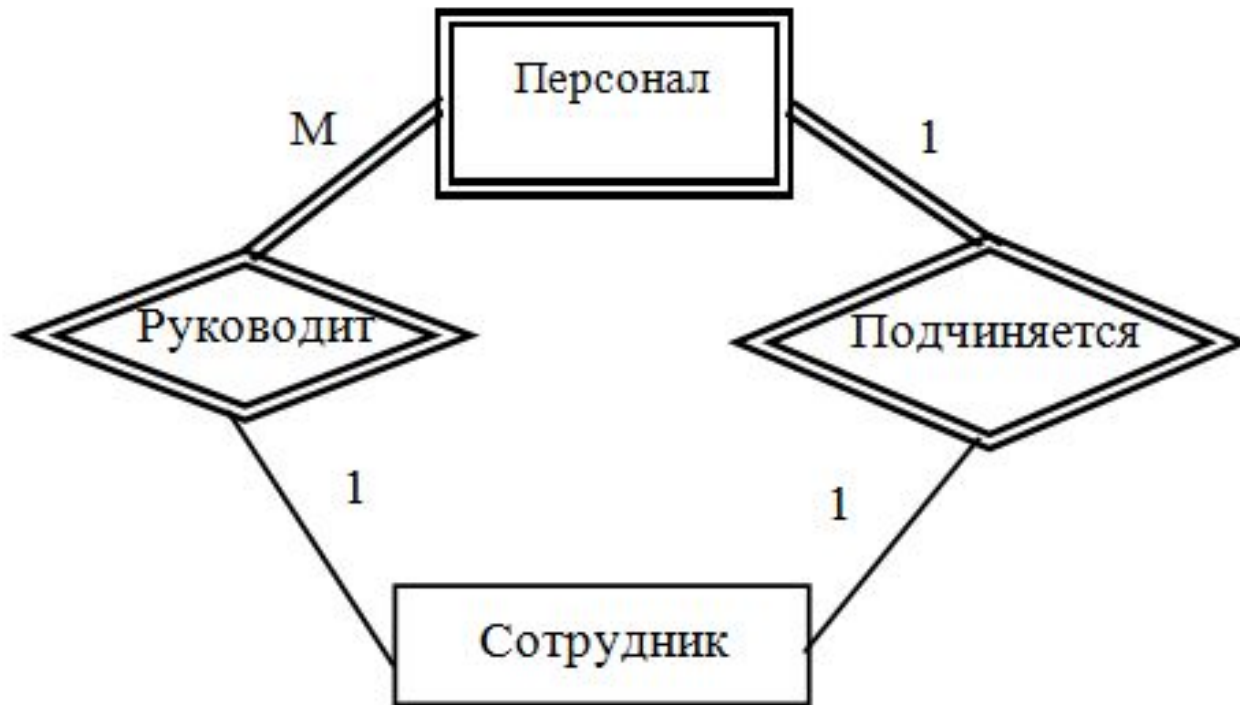 Персонал
М
1
Руководит
Подчиняется
1
1
Сотрудник